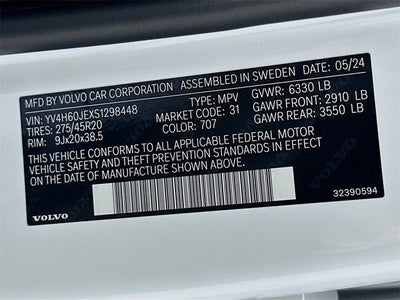 MFD BY VOLVO CAR CORPORATION ASSEMBLED IN SWEDEN 05/24
VIN: YV4H60JEXS1298448 TYPE: MPV GVWR: 6330 LB
TIRES: 275/45R20 MARKET CODE: 31 GAWR FRONT: 2910 LB
RIM: 9Jx20x38.5 COLOR: 707 GAWR REAR: 3550 LB
THIS VEHICLE CONFORMS TO ALL APPLICABLE FEDERAL MOTOR
VEHICLE SAFETY AND THEFT PREVENTION STANDARDS IN EFFECT
ON THE DATE OF MANUFACTURE SHOWN ABOVE.
VOLVO 32390594